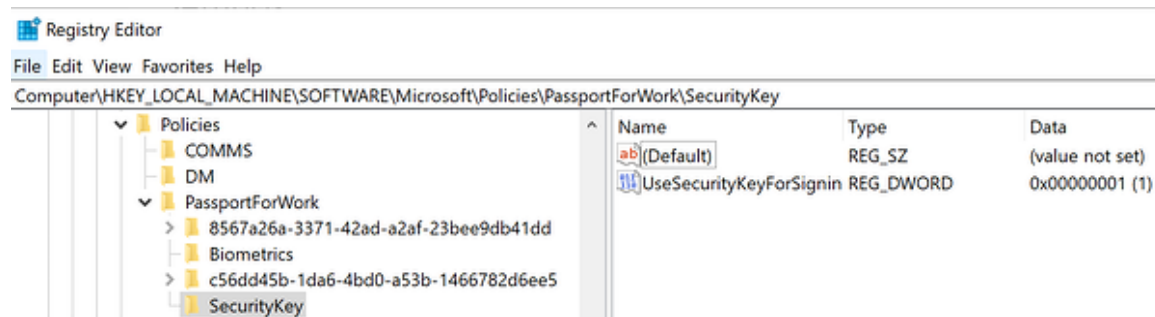 Registry Editor
File Edit View Favorites Help
Computer\HKEY_LOCAL_MACHINE\SOFTWARE\Microsoft\Policies\PassportForWork\SecurityKey
Policies
COMMS
DM
PassportForWork
8567a26a-3371-42ad-a2af-23bee9db41dd
Biometrics
c56dd45b-1da6-4bd0-a53b-1466782d6ee5
SecurityKey
Name Type Data
ab (Default) REG_SZ (value not set)
UseSecurityKeyForSignin REG_DWORD 0x00000001 (1)